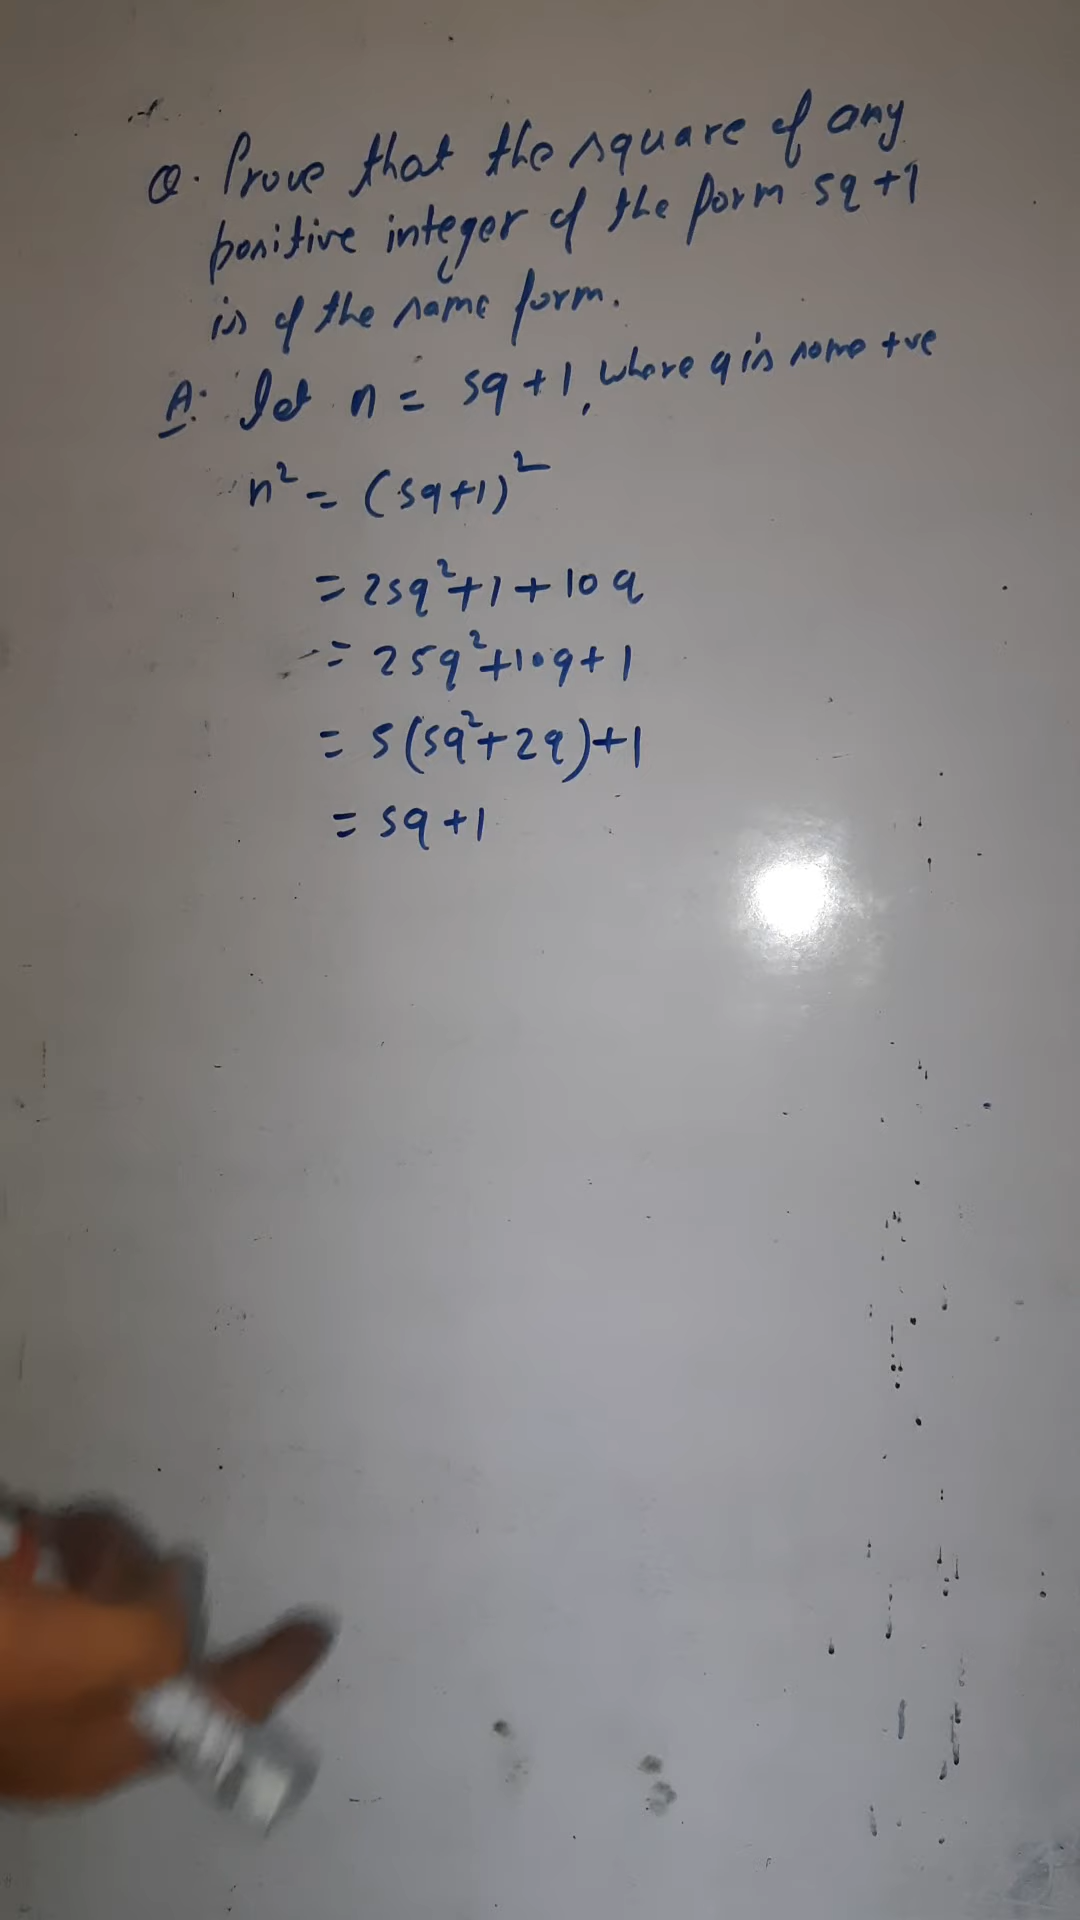 Q. Prove that the square of any
positive integer of the form 5q+1
is of the same form.
A: Let n = 5q+1, where q is some +ve
n² = (5q+1)²
= 25q²+1+10q
= 25q²+10q+1
= 5(5q²+2q)+1
= 5q+1